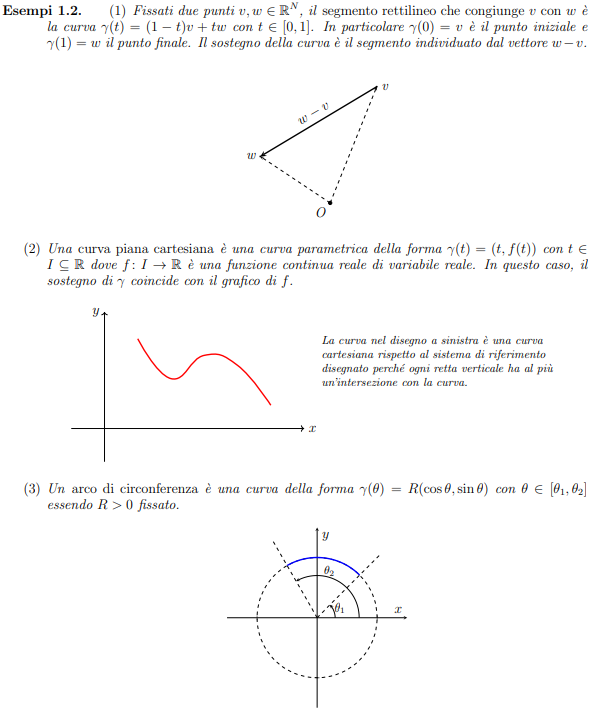 Esempi 1.2. (1) Fissati due punti v, w ∈ ℝᴺ, il segmento rettilineo che congiunge v con w è
la curva γ(t) = (1 − t)v + tw con t ∈ [0, 1]. In particolare γ(0) = v è il punto iniziale e
γ(1) = w il punto finale. Il sostegno della curva è il segmento individuato dal vettore w − v.
v
w − v
w
O
(2) Una curva piana cartesiana è una curva parametrica della forma γ(t) = (t, f(t)) con t ∈
I ⊆ ℝ dove f: I → ℝ è una funzione continua reale di variabile reale. In questo caso, il
sostegno di γ coincide con il grafico di f.
y
La curva nel disegno a sinistra è una curva
cartesiana rispetto al sistema di riferimento
disegnato perché ogni retta verticale ha al più
un'intersezione con la curva.
x
(3) Un arco di circonferenza è una curva della forma γ(θ) = R(cos θ, sin θ) con θ ∈ [θ₁, θ₂]
essendo R > 0 fissato.
y
θ₂
θ₁
x